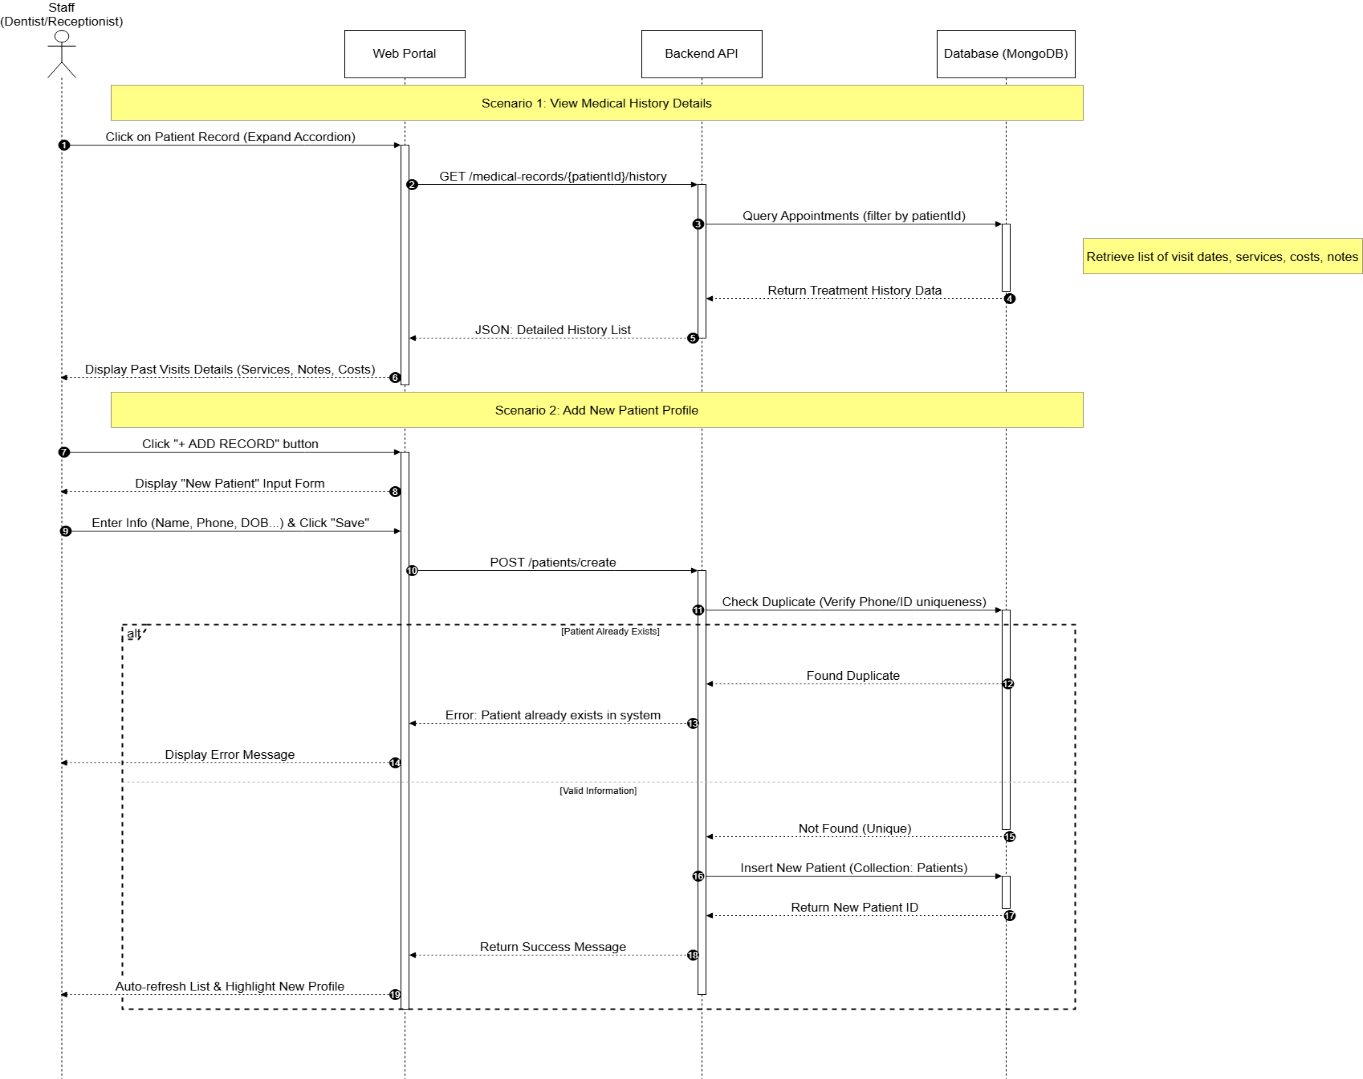 Staff
(Dentist/Receptionist)
Web Portal
Backend API
Database (MongoDB)
Scenario 1: View Medical History Details
1 Click on Patient Record (Expand Accordion)
2 GET /medical-records/{patientId}/history
3 Query Appointments (filter by patientId)
Retrieve list of visit dates, services, costs, notes
Return Treatment History Data 4
JSON: Detailed History List 5
Display Past Visits Details (Services, Notes, Costs) 6
Scenario 2: Add New Patient Profile
7 Click "+ ADD RECORD" button
Display "New Patient" Input Form 8
9 Enter Info (Name, Phone, DOB...) & Click "Save"
10 POST /patients/create
11 Check Duplicate (Verify Phone/ID uniqueness)
alt
[Patient Already Exists]
Found Duplicate 12
Error: Patient already exists in system 13
Display Error Message 14
[Valid Information]
Not Found (Unique) 15
16 Insert New Patient (Collection: Patients)
Return New Patient ID 17
Return Success Message 18
Auto-refresh List & Highlight New Profile 19